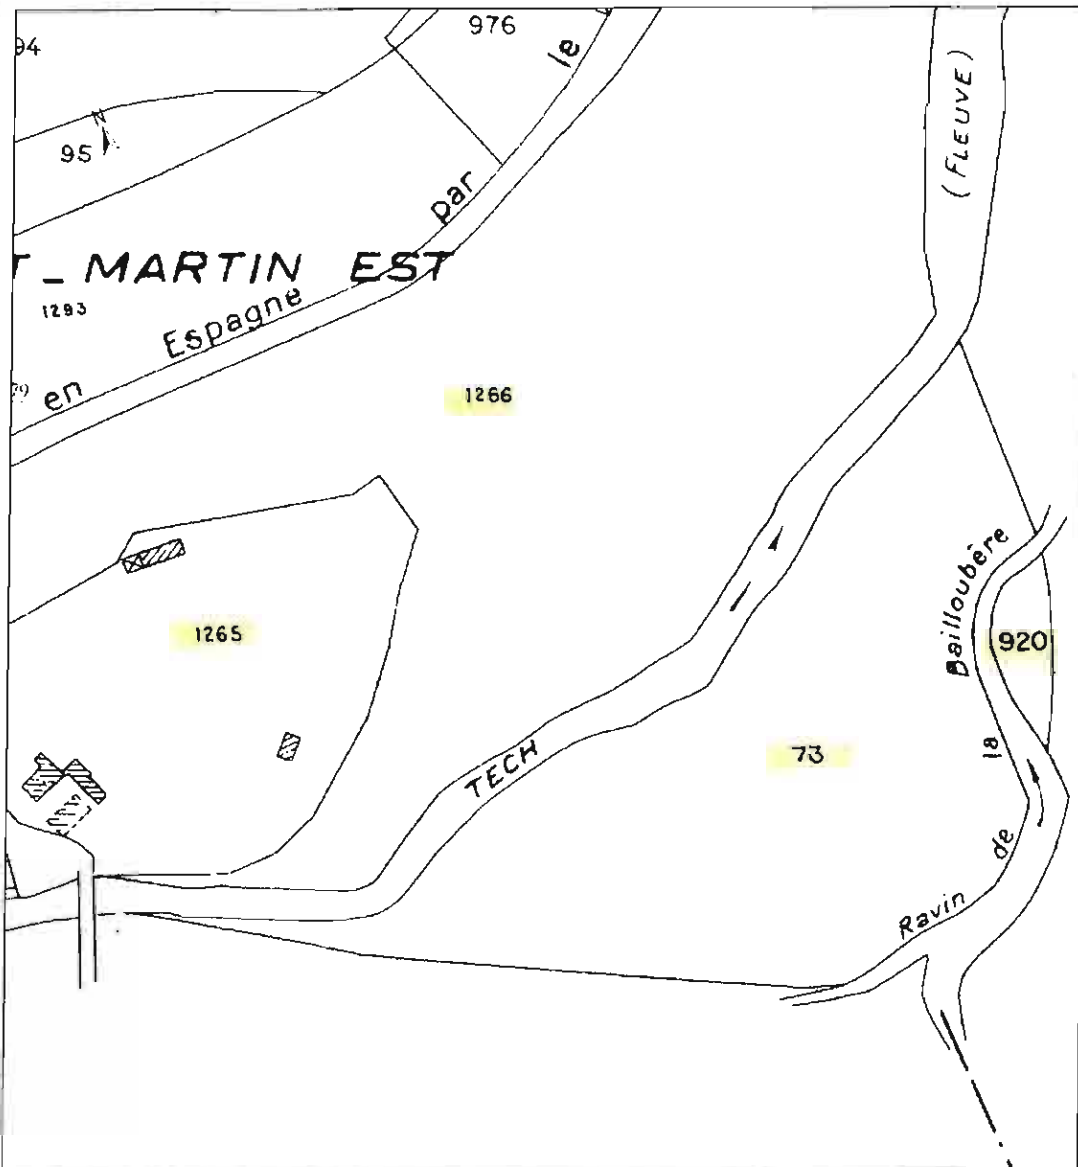 94
976
le
N
95
(FLEUVE)
par
T_MARTIN EST
1293
Espagne
79
en
1266
Bailloubère
1265
920
TECH
73
la
de
Ravin